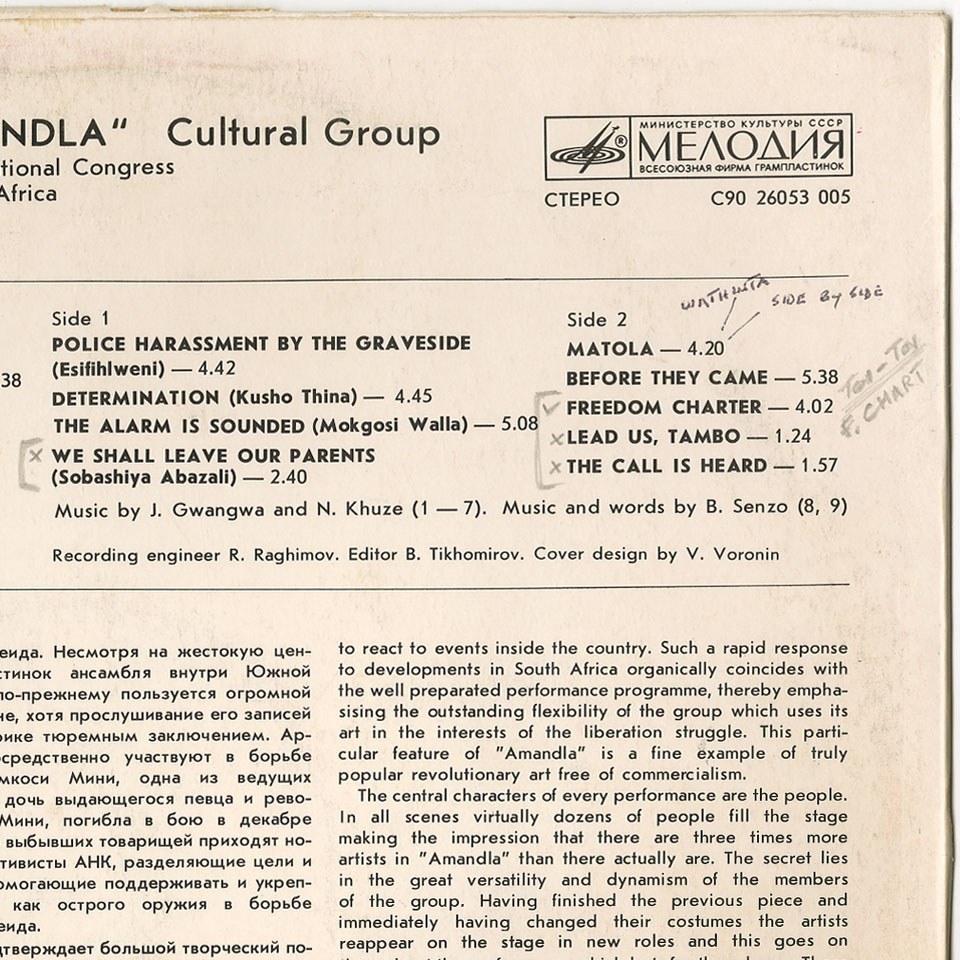 NDLA" Cultural Group
tional Congress
Africa
МИНИСТЕРСТВО КУЛЬТУРЫ СССР
®
МЕЛОДИЯ
ВСЕСОЮЗНАЯ ФИРМА ГРАМПЛАСТИНОК
СТЕРЕО C90 26053 005
SIDE BY SIDE
Side 1
POLICE HARASSMENT BY THE GRAVESIDE
(Esifihlweni) — 4.42
38
DETERMINATION (Kusho Thina) — 4.45
THE ALARM IS SOUNDED (Mokgosi Walla) — 5.08
x WE SHALL LEAVE OUR PARENTS
(Sobashiya Abazali) — 2.40
Side 2
MATOLA — 4.20
BEFORE THEY CAME — 5.38
✓ FREEDOM CHARTER — 4.02
x LEAD US, TAMBO — 1.24
x THE CALL IS HEARD — 1.57
TOY-TOY
F. CHART
Music by J. Gwangwa and N. Khuze (1 — 7). Music and words by B. Senzo (8, 9)
Recording engineer R. Raghimov. Editor B. Tikhomirov. Cover design by V. Voronin
еида. Несмотря на жестокую цен-
стинок ансамбля внутри Южной
по-прежнему пользуется огромной
не, хотя прослушивание его записей
рике тюремным заключением. Ар-
осредственно участвуют в борьбе
мкоси Мини, одна из ведущих
дочь выдающегося певца и рево-
Мини, погибла в бою в декабре
выбывших товарищей приходят но-
тивисты АНК, разделяющие цели и
омогающие поддерживать и укреп-
как острого оружия в борьбе
еида.
дтверждает большой творческий по-
to react to events inside the country. Such a rapid response
to developments in South Africa organically coincides with
the well preparated performance programme, thereby empha-
sising the outstanding flexibility of the group which uses its
art in the interests of the liberation struggle. This parti-
cular feature of "Amandla" is a fine example of truly
popular revolutionary art free of commercialism.
The central characters of every performance are the people.
In all scenes virtually dozens of people fill the stage
making the impression that there are three times more
artists in "Amandla" than there actually are. The secret lies
in the great versatility and dynamism of the members
of the group. Having finished the previous piece and
immediately having changed their costumes the artists
reappear on the stage in new roles and this goes on